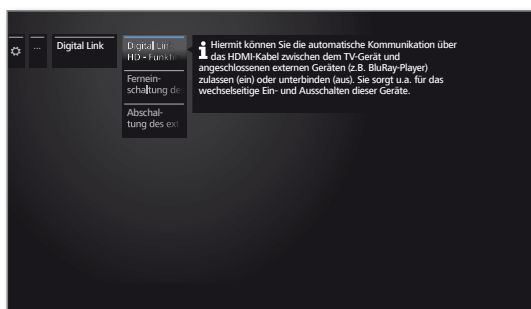 ...
Digital Link
Digital Lin
HD - Funkti
Fernein-
schaltung de
Abschal-
tung des ext
Hiermit können Sie die automatische Kommunikation über
das HDMI-Kabel zwischen dem TV-Gerät und
angeschlossenen externen Geräten (z.B. BluRay-Player)
zulassen (ein) oder unterbinden (aus). Sie sorgt u.a. für das
wechselseitige Ein- und Ausschalten dieser Geräte.